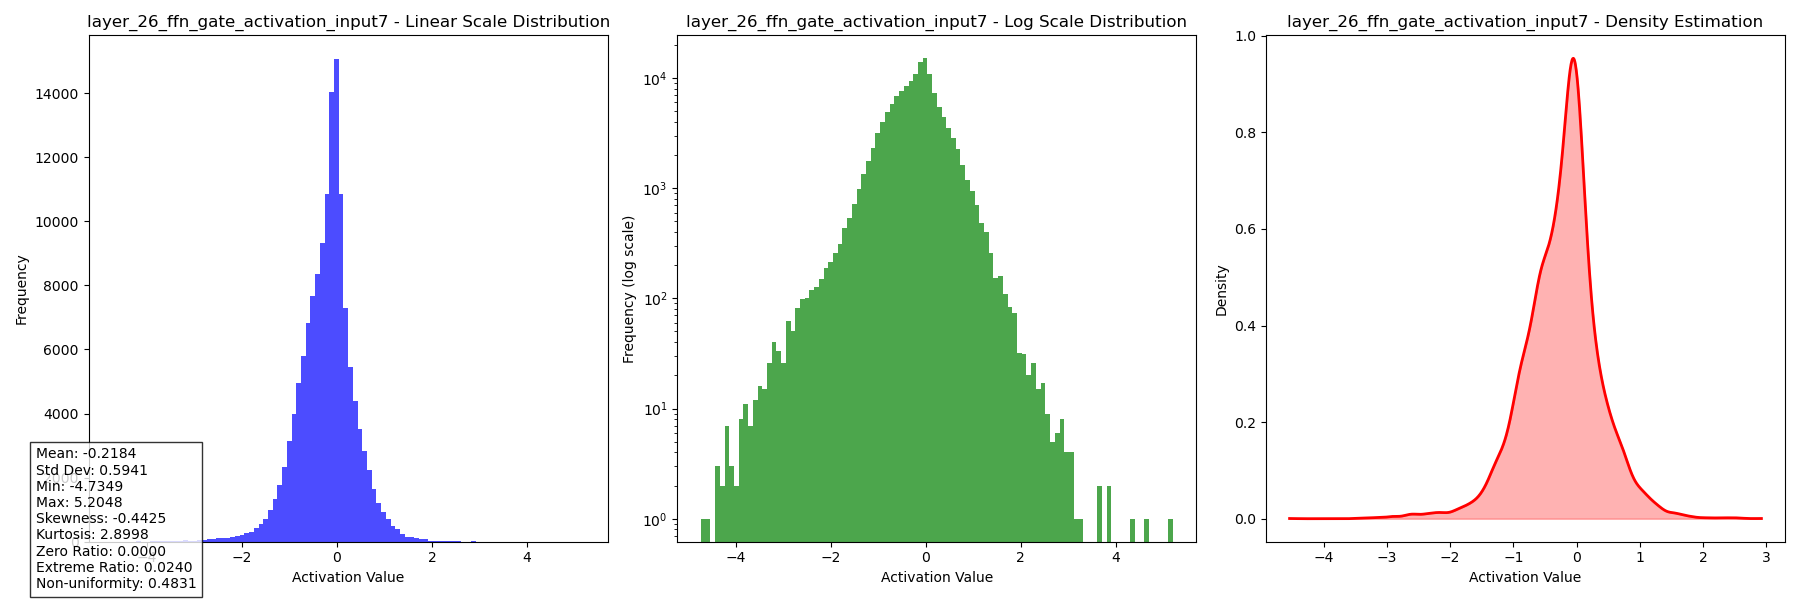 layer_26_ffn_gate_activation_input7 - Linear Scale Distribution
14000
12000
10000
8000
6000
4000
2000
0
Frequency
−4
−2
0
2
4
Activation Value
Mean: -0.2184
Std Dev: 0.5941
Min: -4.7349
Max: 5.2048
Skewness: -0.4425
Kurtosis: 2.8998
Zero Ratio: 0.0000
Extreme Ratio: 0.0240
Non-uniformity: 0.4831
layer_26_ffn_gate_activation_input7 - Log Scale Distribution
10⁴
10³
10²
10¹
10⁰
Frequency (log scale)
−4
−2
0
2
4
Activation Value
layer_26_ffn_gate_activation_input7 - Density Estimation
1.0
0.8
0.6
0.4
0.2
0.0
Density
−4
−3
−2
−1
0
1
2
3
Activation Value